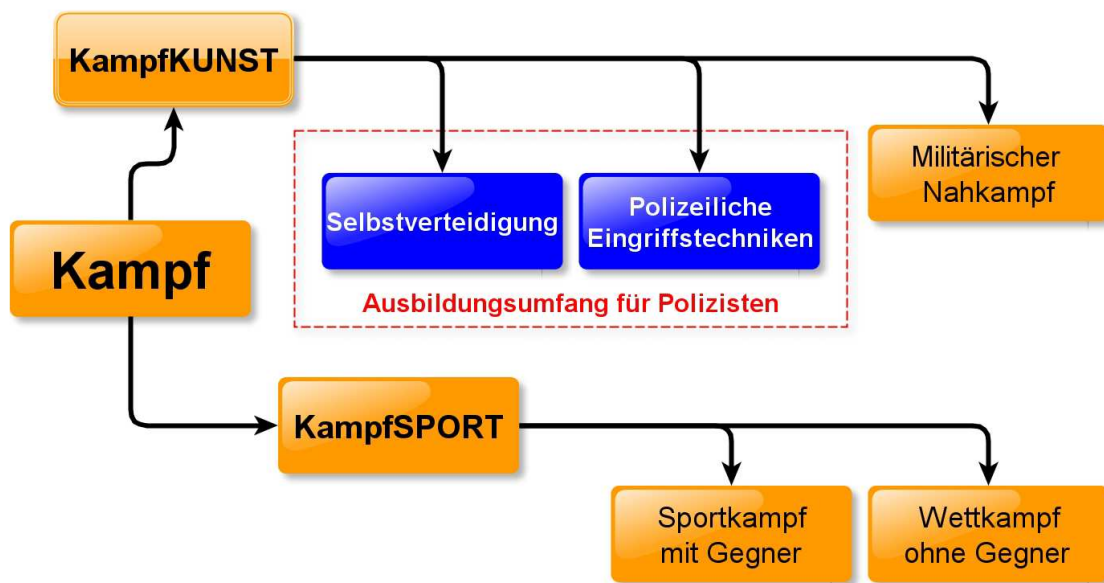 KampfKUNST
Militärischer
Nahkampf
Selbstverteidigung
Polizeiliche
Eingriffstechniken
Kampf
Ausbildungsumfang für Polizisten
KampfSPORT
Sportkampf
mit Gegner
Wettkampf
ohne Gegner